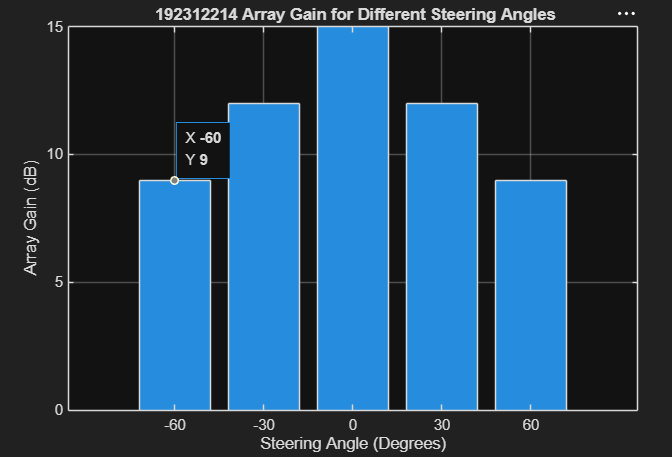 192312214 Array Gain for Different Steering Angles
15
10
5
0
Array Gain (dB)
X -60
Y 9
-60
-30
0
30
60
Steering Angle (Degrees)